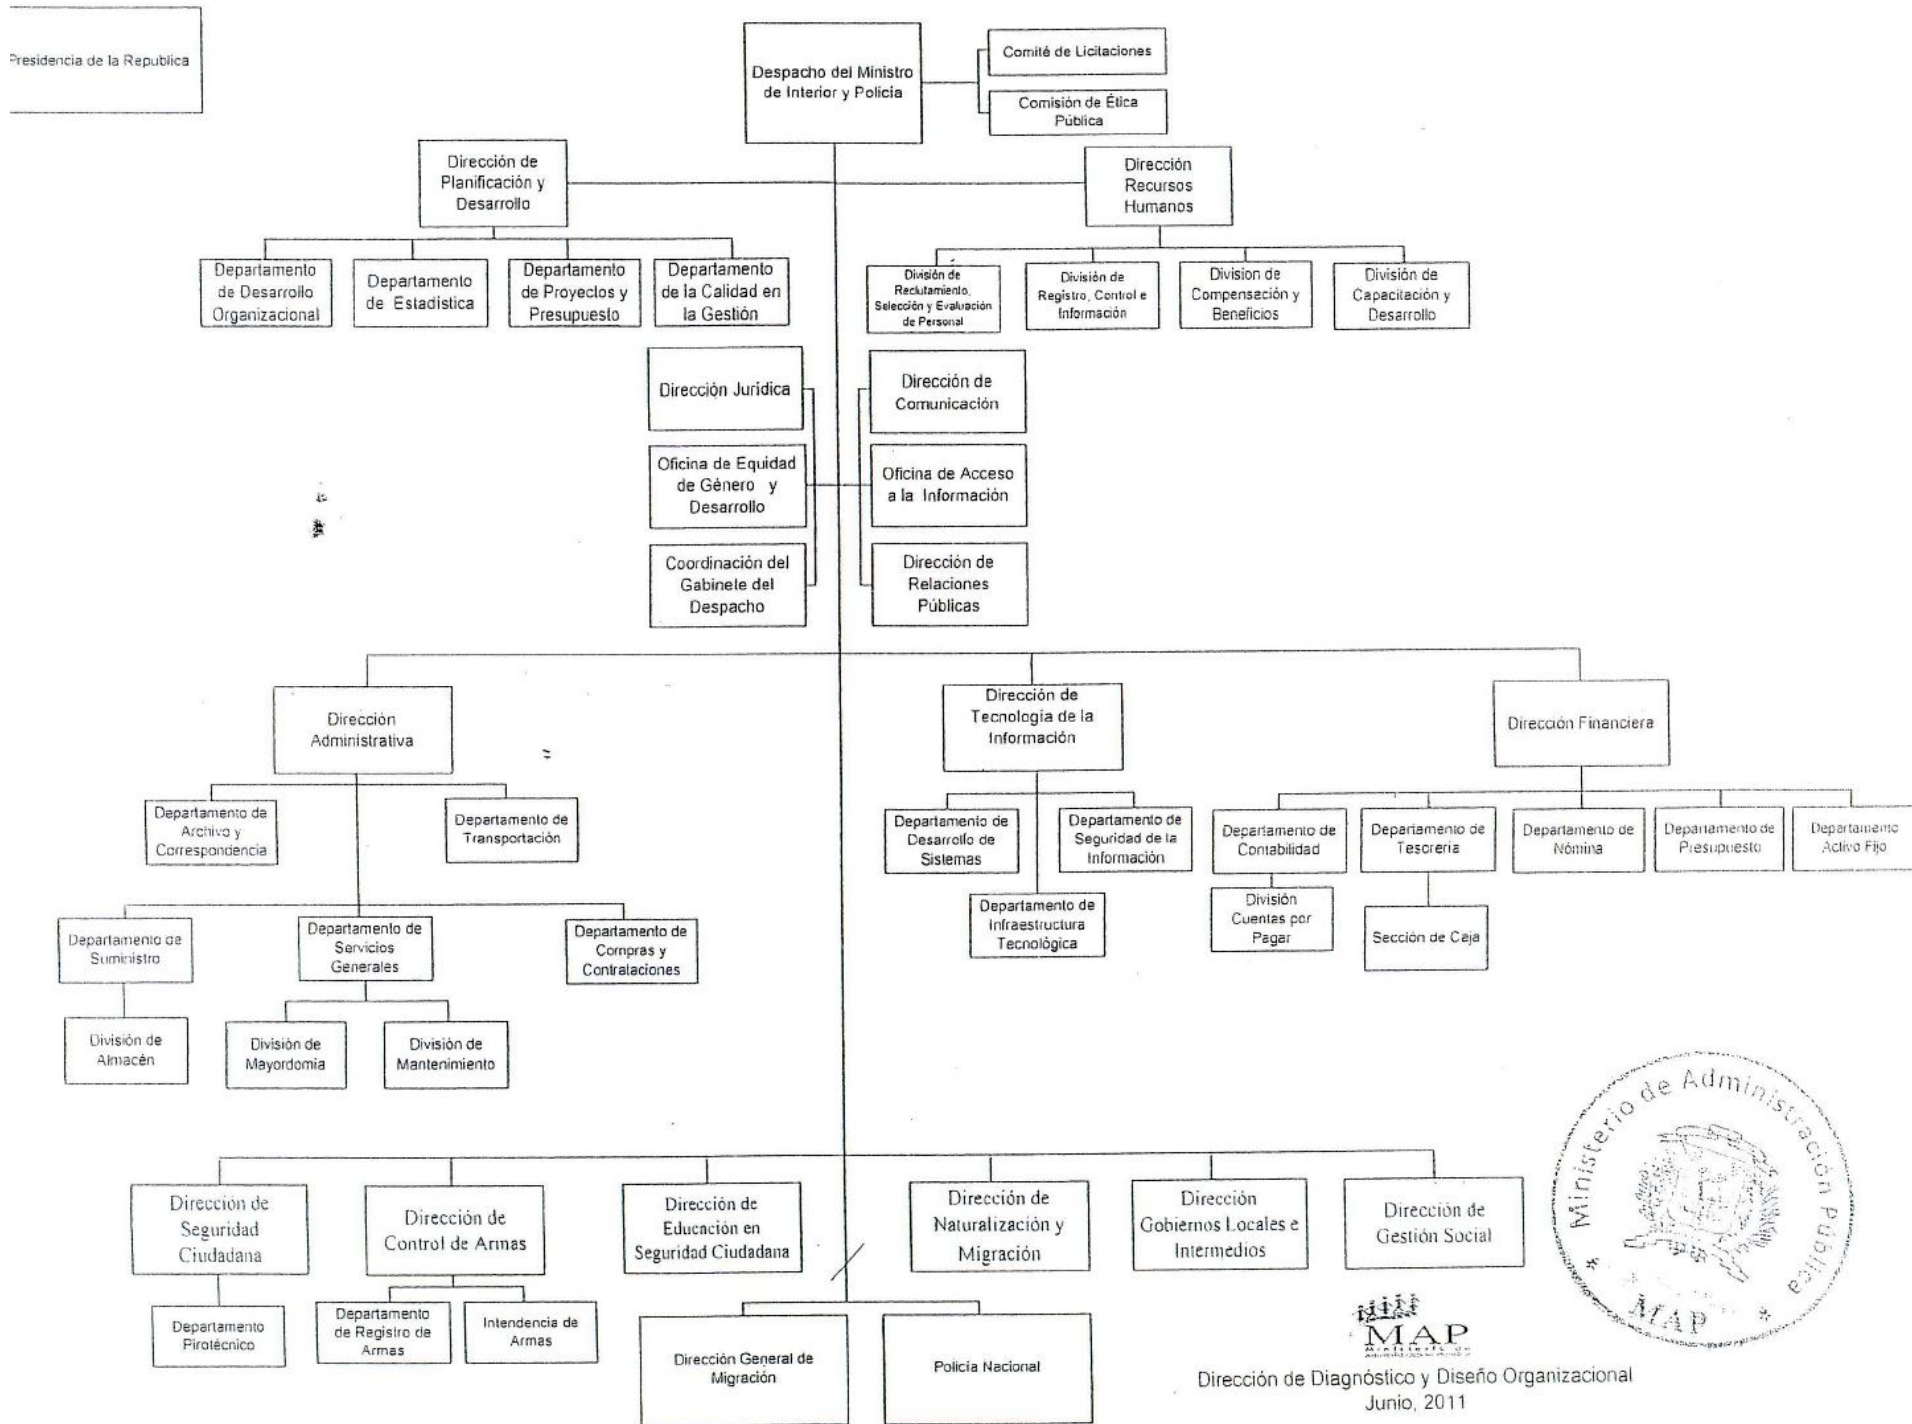 Presidencia de la Republica
Despacho del Ministro
de Interior y Policía
Comité de Licitaciones
Comisión de Ética
Pública
Dirección de
Planificación y
Desarrollo
Dirección
Recursos
Humanos
Departamento
de Desarrollo
Organizacional
Departamento
de Estadística
Departamento
de Proyectos y
Presupuesto
Departamento
de la Calidad en
la Gestión
División de
Reclutamiento,
Selección y Evaluación
de Personal
División de
Registro, Control e
Información
Division de
Compensación y
Beneficios
División de
Capacitación y
Desarrollo
Dirección Jurídica
Dirección de
Comunicación
Oficina de Equidad
de Género y
Desarrollo
Oficina de Acceso
a la Información
Coordinación del
Gabinete del
Despacho
Dirección de
Relaciones
Públicas
Dirección
Administrativa
Dirección de
Tecnología de la
Información
Dirección Financiera
Departamento de
Archivo y
Correspondencia
Departamento de
Transportación
Departamento de
Desarrollo de
Sistemas
Departamento de
Seguridad de la
Información
Departamento de
Contabilidad
Departamento de
Tesorería
Departamento de
Nómina
Departamento de
Presupuesto
Departamento
Activo Fijo
Departamento de
Infraestructura
Tecnológica
División
Cuentas por
Pagar
Sección de Caja
Departamento de
Suministro
Departamento de
Servicios
Generales
Departamento de
Compras y
Contrataciones
División de
Almacén
División de
Mayordomía
División de
Mantenimiento
Dirección de
Seguridad
Ciudadana
Dirección de
Control de Armas
Dirección de
Educación en
Seguridad Ciudadana
Dirección de
Naturalización y
Migración
Dirección
Gobiernos Locales e
Intermedios
Dirección de
Gestión Social
Departamento
Pirotécnico
Departamento
de Registro de
Armas
Intendencia de
Armas
Dirección General de
Migración
Policía Nacional
Ministerio de Administración Pública
MAP
MAP
Ministerio de
Dirección de Diagnóstico y Diseño Organizacional
Junio, 2011